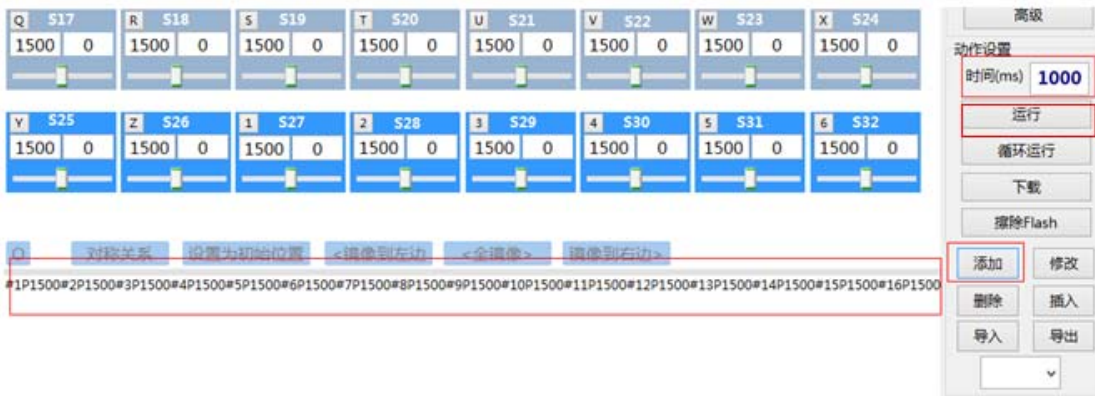 Q S17 R S18 S S19 T S20 U S21 V S22 W S23 X S24
1500 0 1500 0 1500 0 1500 0 1500 0 1500 0 1500 0 1500 0
Y S25 Z S26 1 S27 2 S28 3 S29 4 S30 5 S31 6 S32
1500 0 1500 0 1500 0 1500 0 1500 0 1500 0 1500 0 1500 0
Q 对称关系 设置为初始位置 <镜像到左边 <全镜像> 镜像到右边>
#1P1500#2P1500#3P1500#4P1500#5P1500#6P1500#7P1500#8P1500#9P1500#10P1500#11P1500#12P1500#13P1500#14P1500#15P1500#16P1500
高级
动作设置
时间(ms) 1000
运行
循环运行
下载
擦除Flash
添加 修改
删除 插入
导入 导出